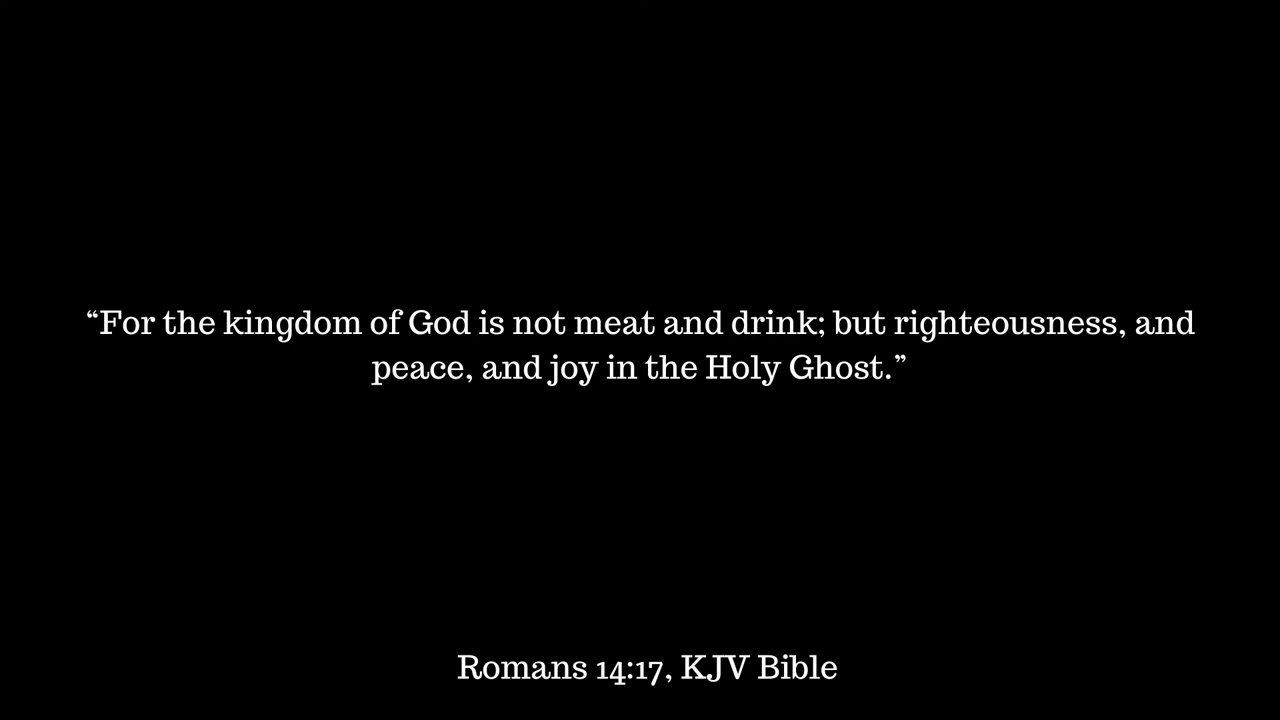 “For the kingdom of God is not meat and drink; but righteousness, and
peace, and joy in the Holy Ghost.”
Romans 14:17, KJV Bible